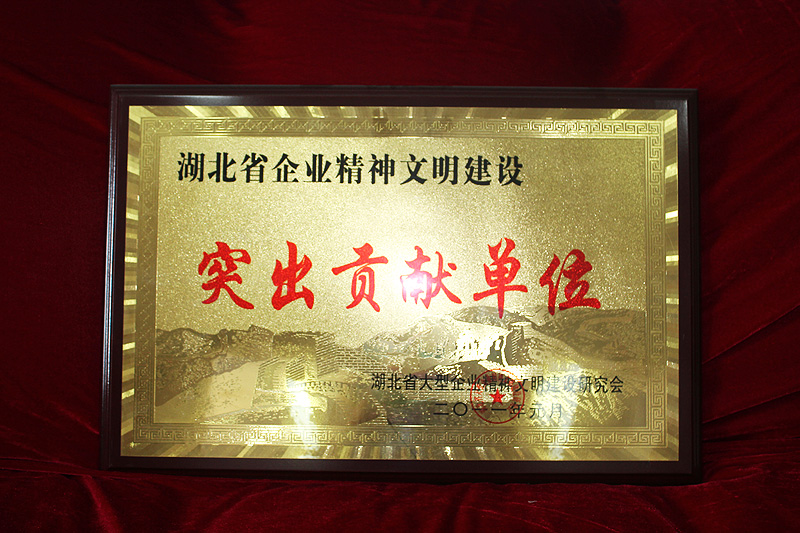 湖北省企业精神文明建设
突出贡献单位
湖北省大型企业精神文明建设研究会
二〇一一年元月